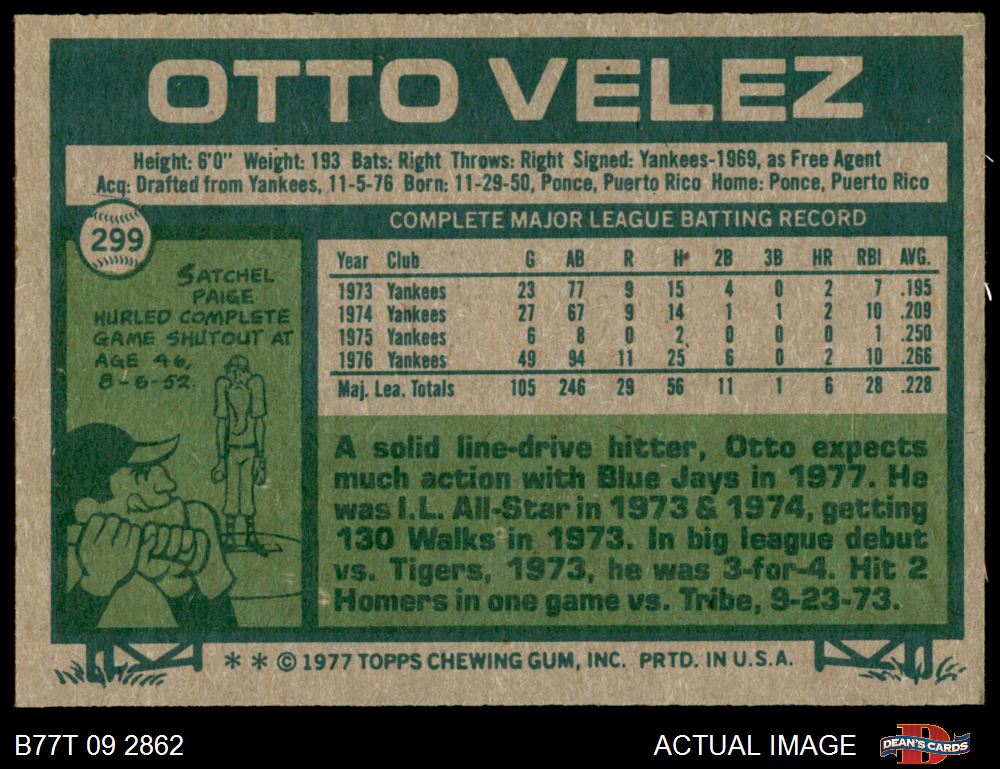 OTTO VELEZ
Height: 6'0" Weight: 193 Bats: Right Throws: Right Signed: Yankees-1969, as Free Agent
Acq: Drafted from Yankees, 11-5-76 Born: 11-29-50, Ponce, Puerto Rico Home: Ponce, Puerto Rico
299
SATCHEL
PAIGE
HURLED COMPLETE
GAME SHUTOUT AT
AGE 46,
8-6-52.
COMPLETE MAJOR LEAGUE BATTING RECORD
Year Club G AB R H 2B 3B HR RBI AVG.
1973 Yankees 23 77 9 15 4 0 2 7 .195
1974 Yankees 27 67 9 14 1 1 2 10 .209
1975 Yankees 6 8 0 2 0 0 0 1 .250
1976 Yankees 49 94 11 25 6 0 2 10 .266
Maj. Lea. Totals 105 246 29 56 11 1 6 28 .228
A solid line-drive hitter, Otto expects
much action with Blue Jays in 1977. He
was I.L. All-Star in 1973 & 1974, getting
130 Walks in 1973. In big league debut
vs. Tigers, 1973, he was 3-for-4. Hit 2
Homers in one game vs. Tribe, 9-23-73.
* * © 1977 TOPPS CHEWING GUM, INC. PRTD. IN U.S.A.
B77T 09 2862
ACTUAL IMAGE
DEAN'S CARDS